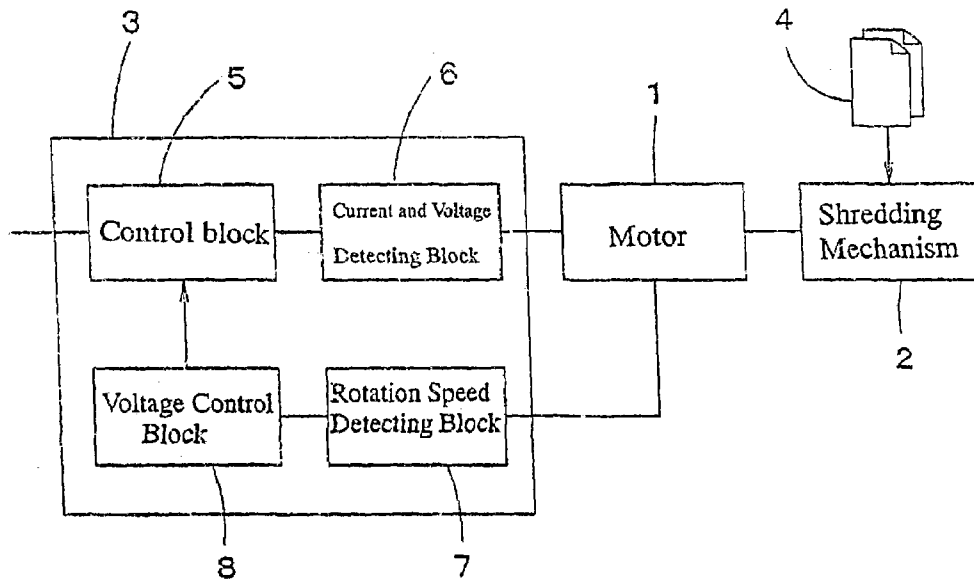 3
5
6
1
4
Control block
Current and Voltage
Detecting Block
Motor
Shredding
Mechanism
2
Voltage Control
Block
Rotation Speed
Detecting Block
8
7